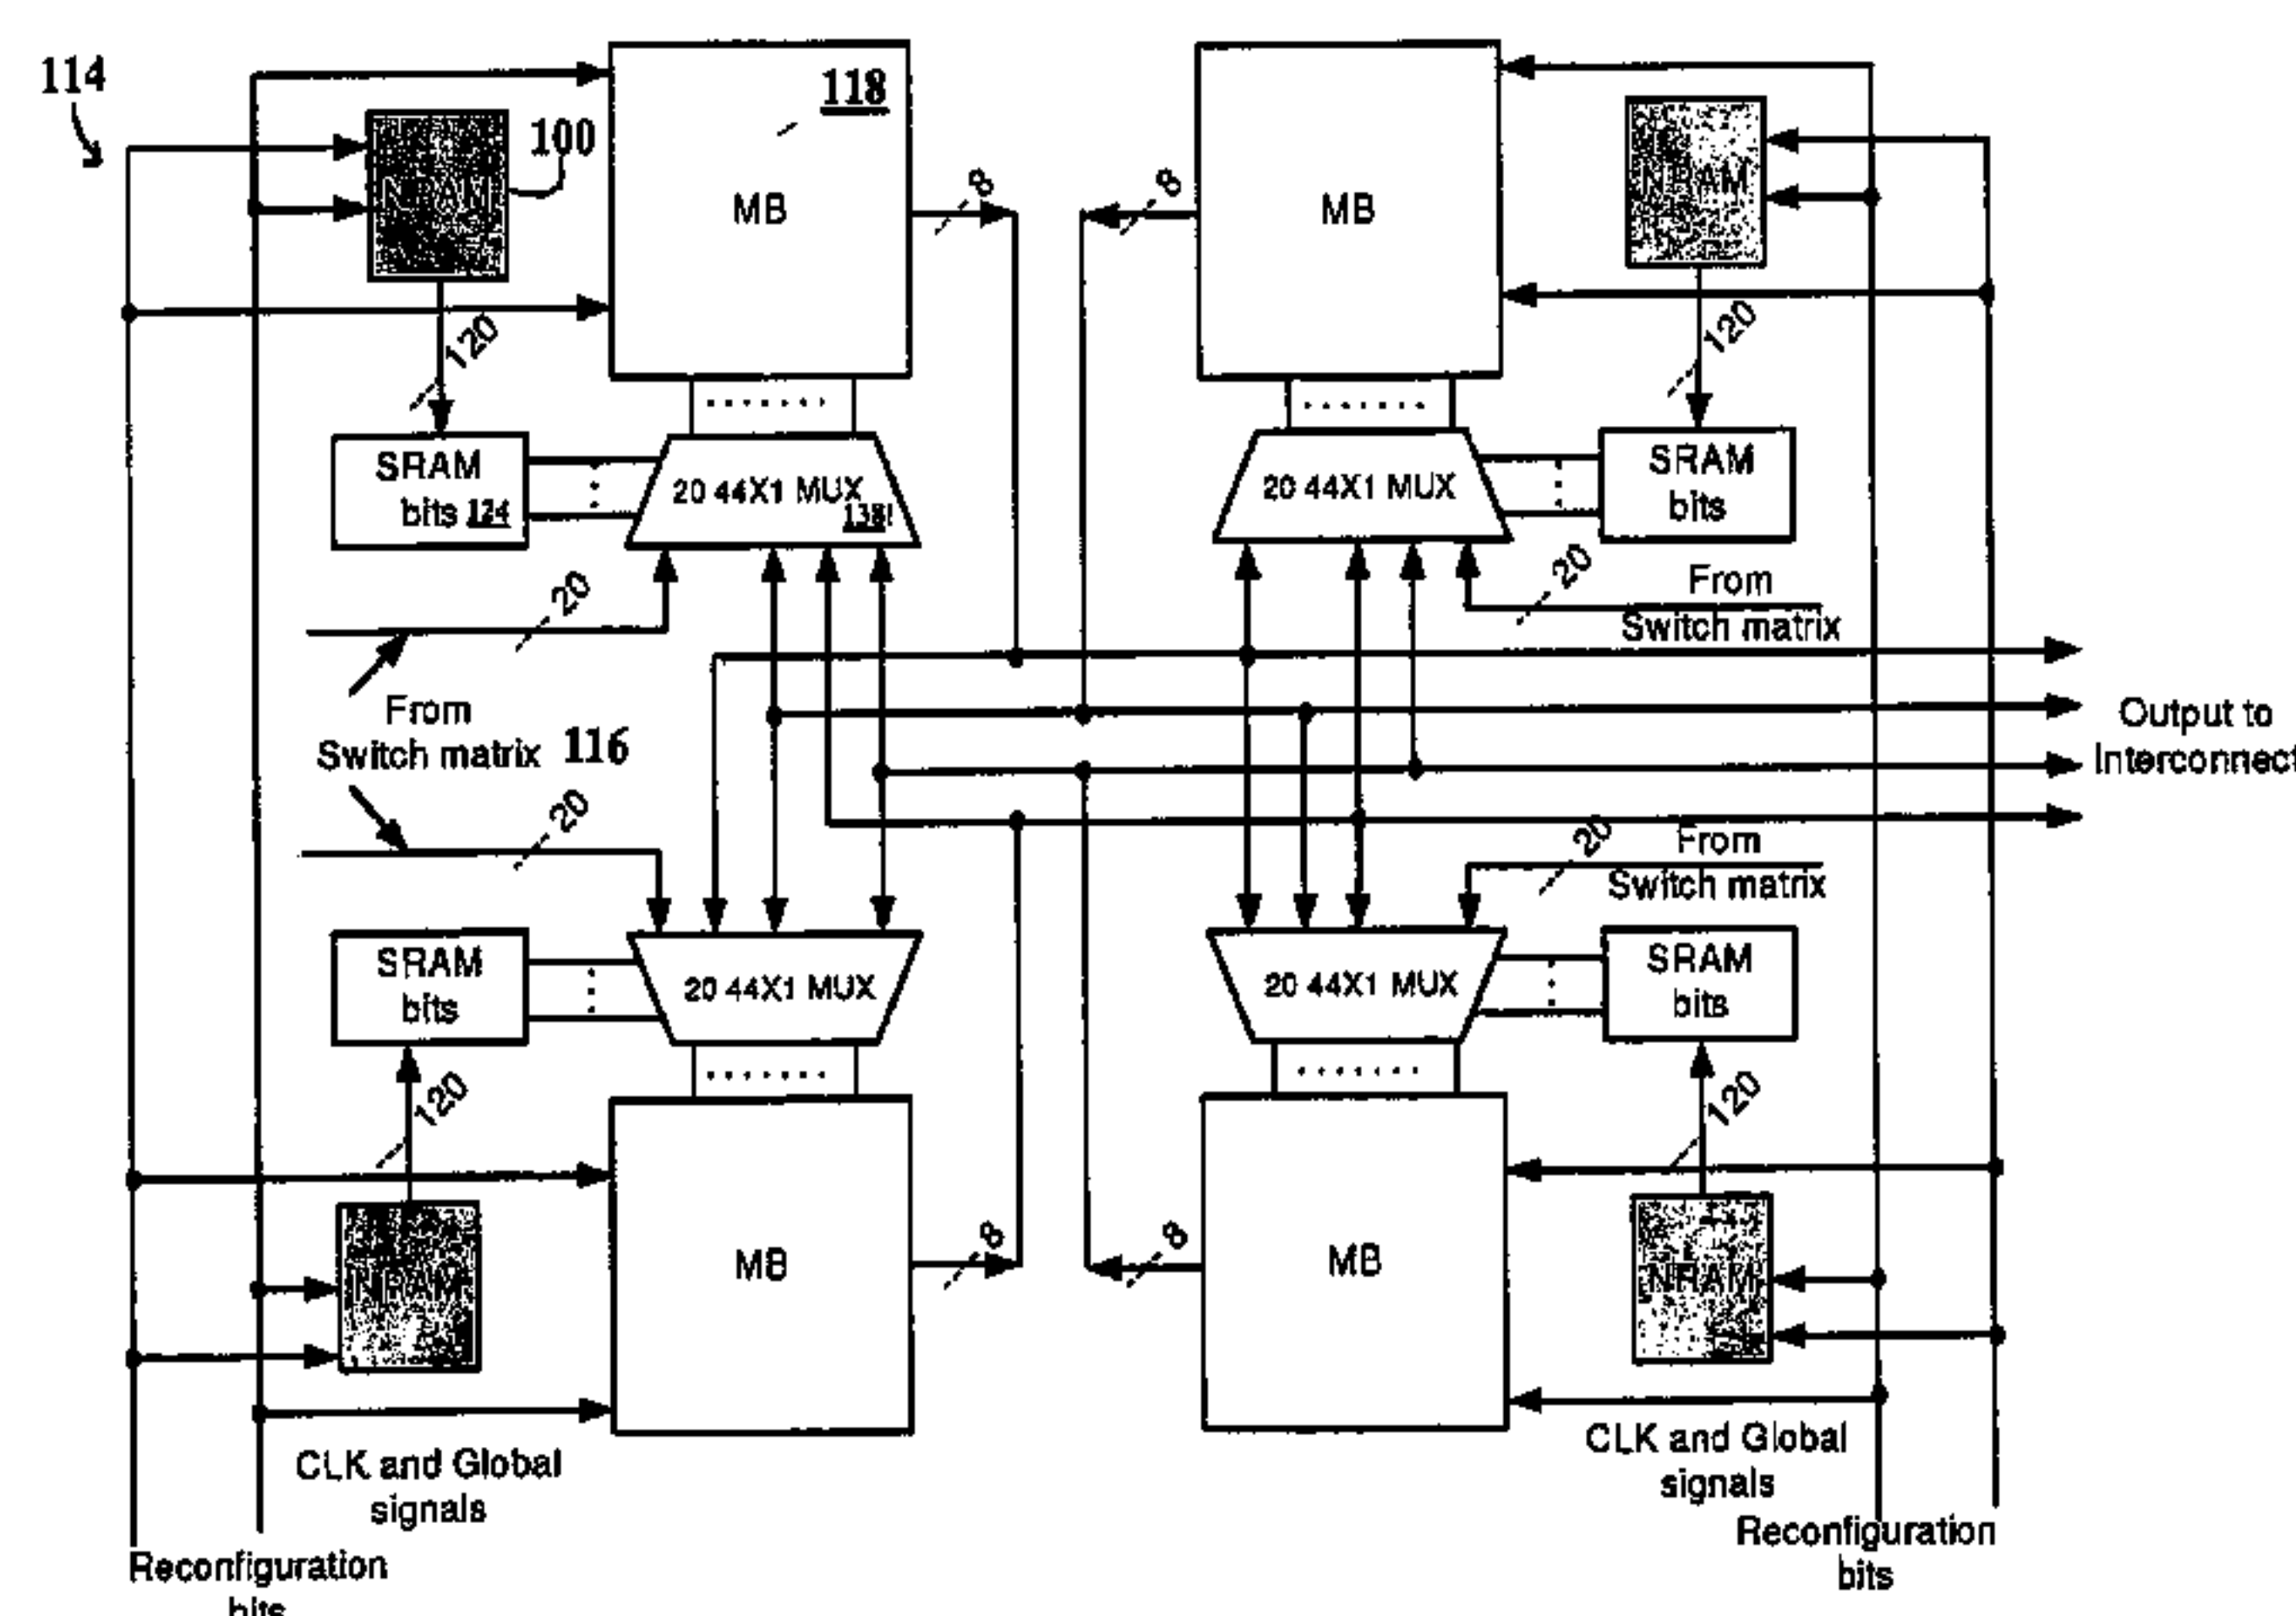 114
118
100
NRAM
MB
8
8
MB
NRAM
120
120
SRAM
bits 124
20 44X1 MUX
138
20 44X1 MUX
SRAM
bits
20
20
From
Switch matrix
From
Switch matrix 116
Output to
Interconnect
20
20
From
Switch matrix
SRAM
bits
20 44X1 MUX
20 44X1 MUX
SRAM
bits
120
120
NRAM
MB
8
8
MB
NRAM
CLK and Global
signals
CLK and Global
signals
Reconfiguration
bits
Reconfiguration
bits